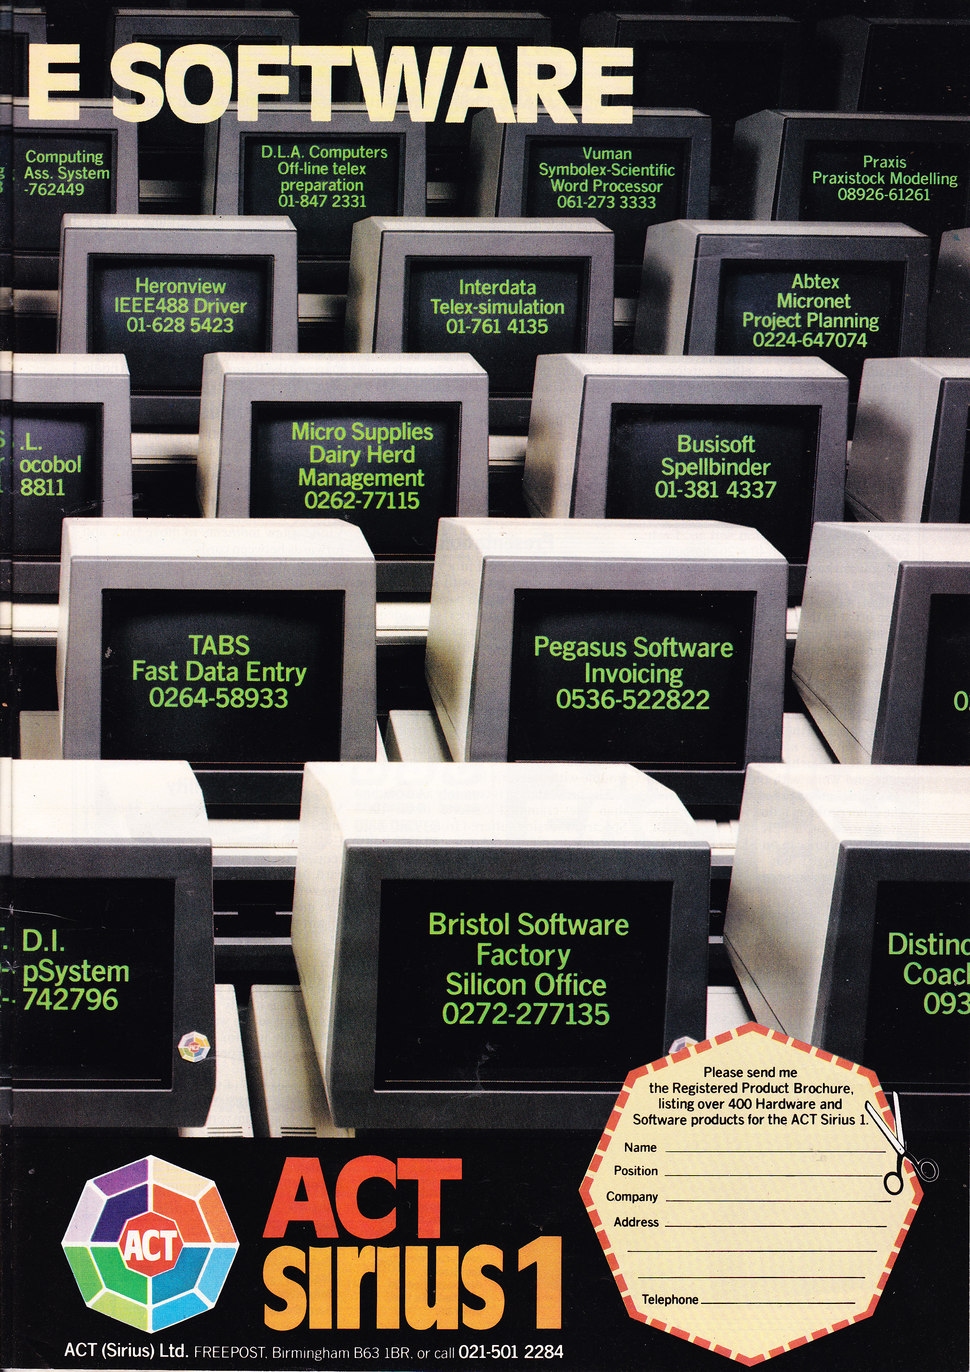 E SOFTWARE
Computing
Ass. System
-762449
D.L.A. Computers
Off-line telex
preparation
01-847 2331
Vuman
Symbolex-Scientific
Word Processor
061-273 3333
Praxis
Praxistock Modelling
08926-61261
Heronview
IEEE488 Driver
01-628 5423
Interdata
Telex-simulation
01-761 4135
Abtex
Micronet
Project Planning
0224-647074
.L.
ocobol
8811
Micro Supplies
Dairy Herd
Management
0262-77115
Busisoft
Spellbinder
01-381 4337
TABS
Fast Data Entry
0264-58933
Pegasus Software
Invoicing
0536-522822
0
D.I.
pSystem
742796
Bristol Software
Factory
Silicon Office
0272-277135
Distinc
Coach
093
Please send me
the Registered Product Brochure,
listing over 400 Hardware and
Software products for the ACT Sirius 1.
Name
Position
Company
Address
Telephone
ACT
ACT
sirius 1
ACT (Sirius) Ltd. FREEPOST, Birmingham B63 1BR, or call 021-501 2284